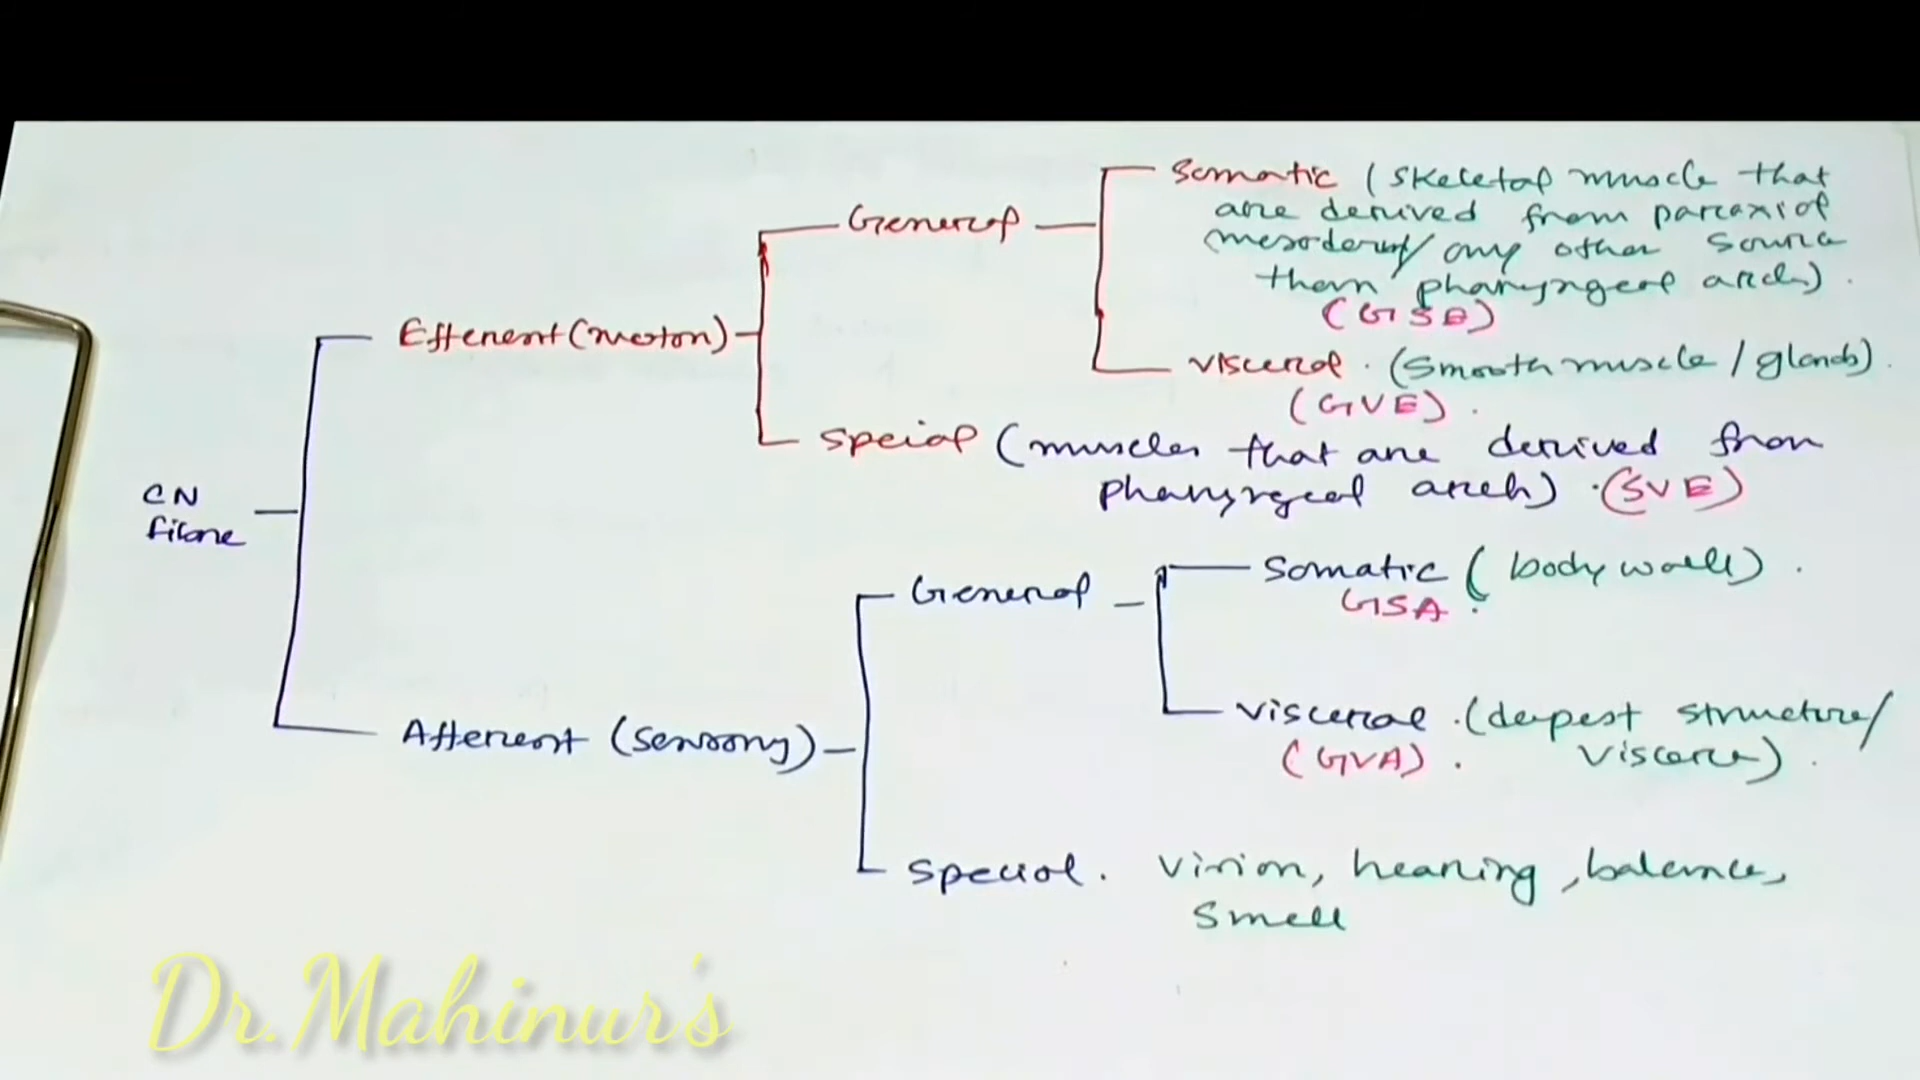 Somatic (skeletal muscle that
are derived from paraxial
mesoderm/ any other source
than pharyngeal arch).
(GSE)
General
Efferent (motor)
Visceral. (Smooth muscle / glands).
(GVE).
Special (muscles that are derived from
pharyngeal arch). (SVE)
CN
fibre
General
Somatic (body wall).
GSA.
Afferent (sensory)
Visceral. (deepest structure/
viscera).
(GVA).
Special. Vision, hearing, balance,
Smell
Dr.Mahinur's